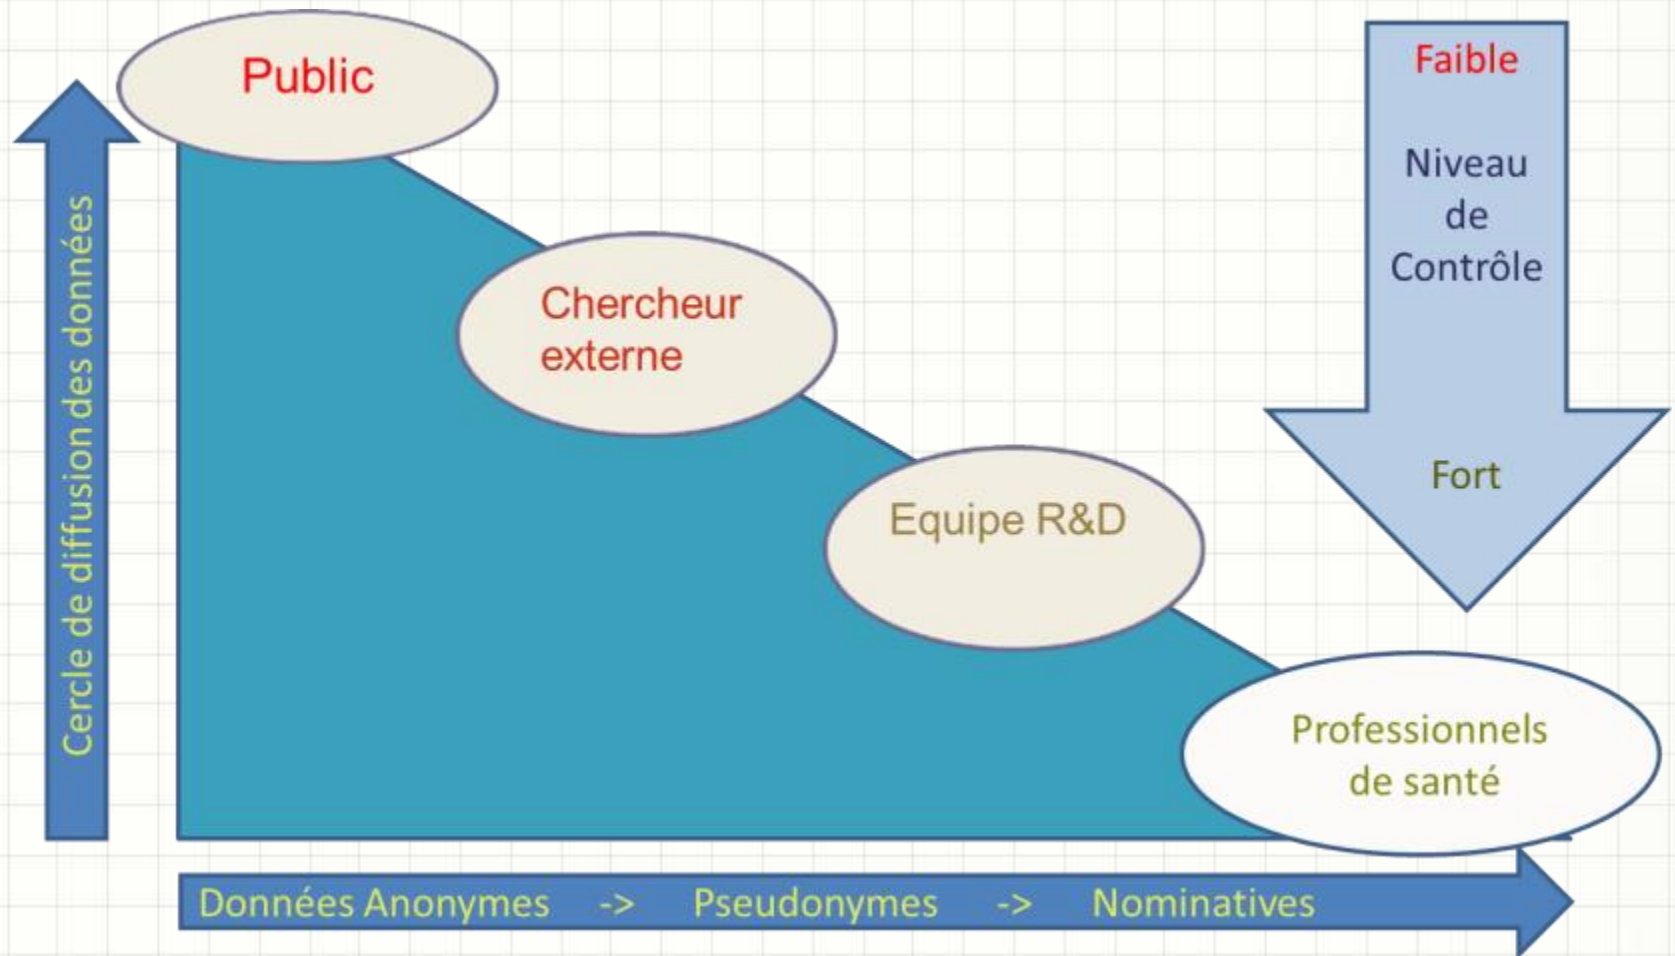 Public
Faible
Niveau
de
Contrôle
Fort
Cercle de diffusion des données
Chercheur
externe
Equipe R&D
Professionnels
de santé
Données Anonymes -> Pseudonymes -> Nominatives